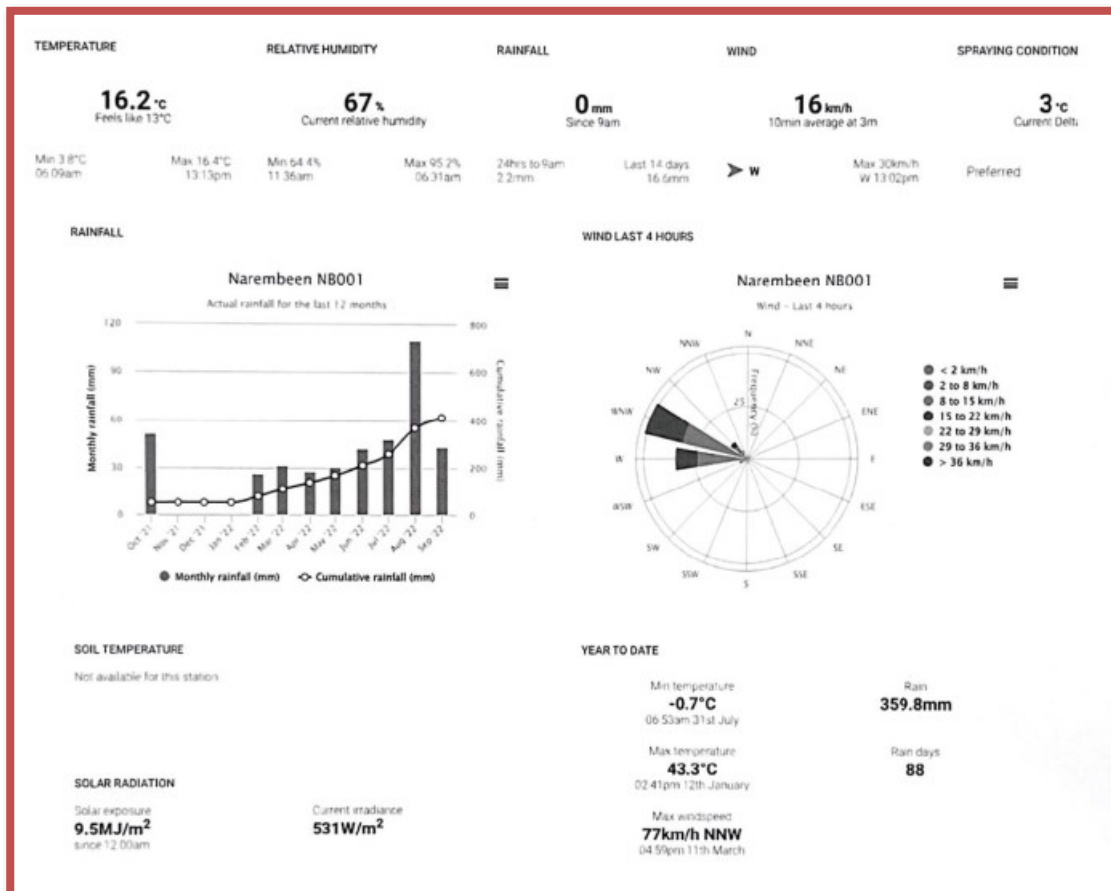 TEMPERATURE
RELATIVE HUMIDITY
RAINFALL
WIND
SPRAYING CONDITION
16.2 °C
Feels like 13°C
67 %
Current relative humidity
0 mm
Since 9am
16 km/h
10min average at 3m
3 °C
Current Delta
Min 3.8°C
06:09am
Max 16.4°C
13:13pm
Min 64.4%
11:36am
Max 95.2%
06:31am
24hrs to 9am
2.2mm
Last 14 days
16.6mm
W
Max 30km/h
W 13:02pm
Preferred
RAINFALL
WIND LAST 4 HOURS
Narembeen NB001
Actual rainfall for the last 12 months
120
90
60
30
0
Monthly rainfall (mm)
800
600
400
200
0
Cumulative rainfall (mm)
Oct '21
Nov '21
Dec '21
Jan '22
Feb '22
Mar '22
Apr '22
May '22
Jun '22
Jul '22
Aug '22
Sep '22
Monthly rainfall (mm)
Cumulative rainfall (mm)
Narembeen NB001
Wind - Last 4 hours
N
NNE
NE
ENE
E
ESE
SE
SSE
S
SSW
SW
WSW
W
WNW
NW
NNW
25
Frequency (%)
< 2 km/h
2 to 8 km/h
8 to 15 km/h
15 to 22 km/h
22 to 29 km/h
29 to 36 km/h
> 36 km/h
SOIL TEMPERATURE
Not available for this station
YEAR TO DATE
Min temperature
-0.7°C
06:53am 31st July
Rain
359.8mm
Max temperature
43.3°C
02:41pm 12th January
Rain days
88
Max windspeed
77km/h NNW
04:59pm 11th March
SOLAR RADIATION
Solar exposure
9.5MJ/m²
since 12:00am
Current irradiance
531W/m²